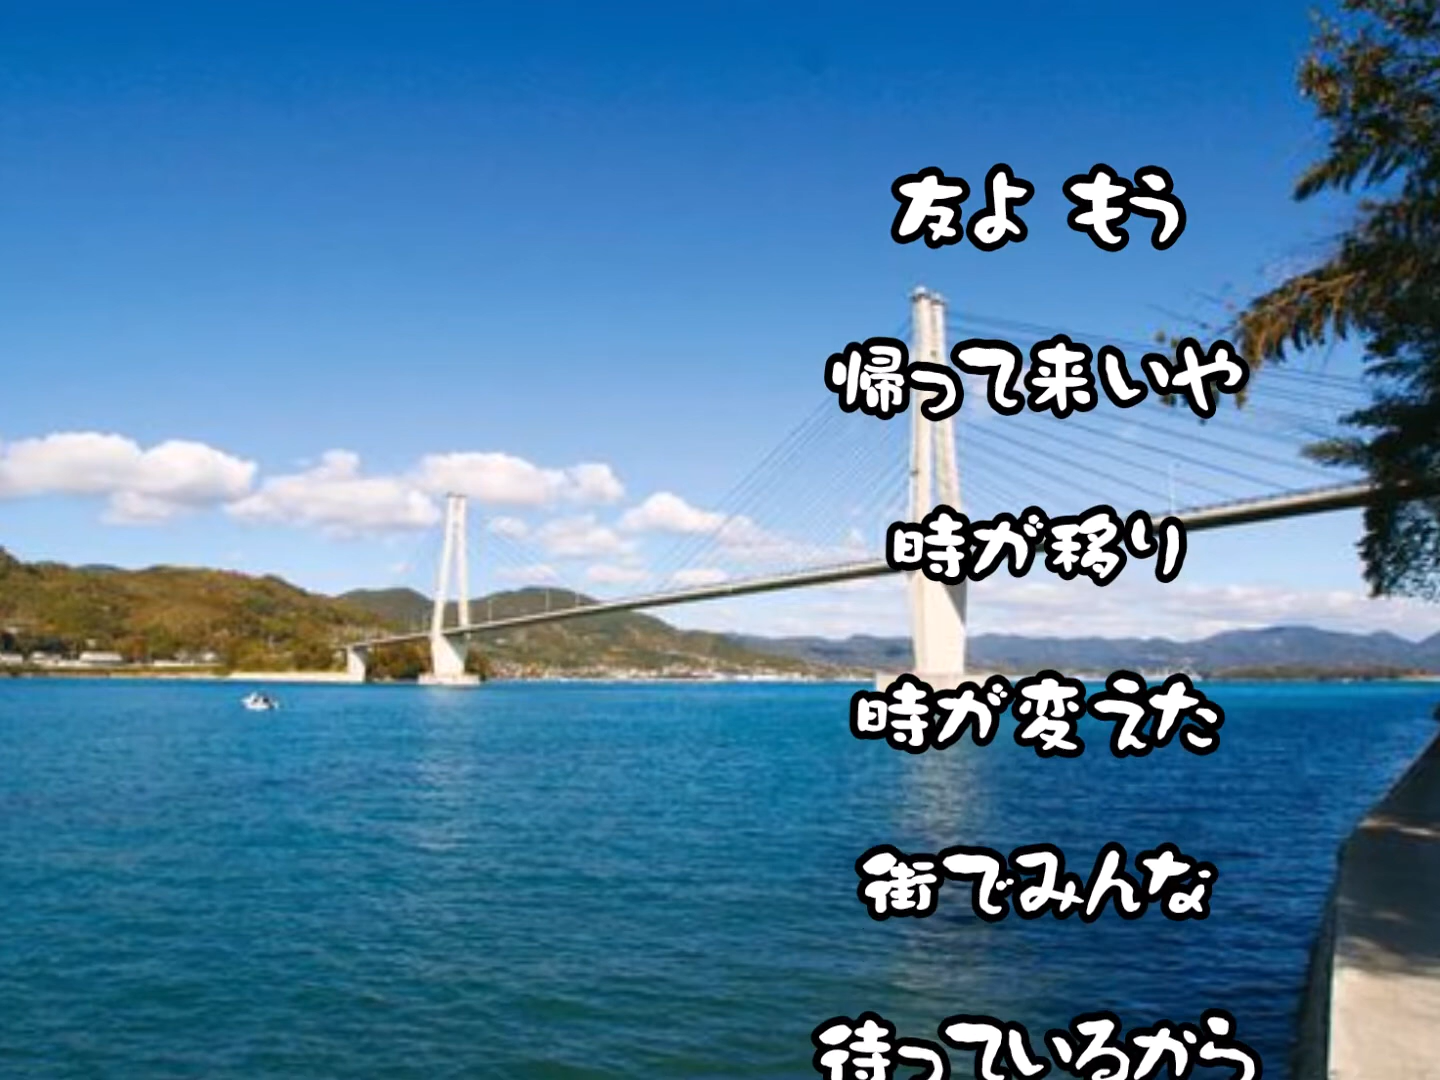 友よ もう
帰って来いや
時が移り
時が変えた
街でみんな
待っているから